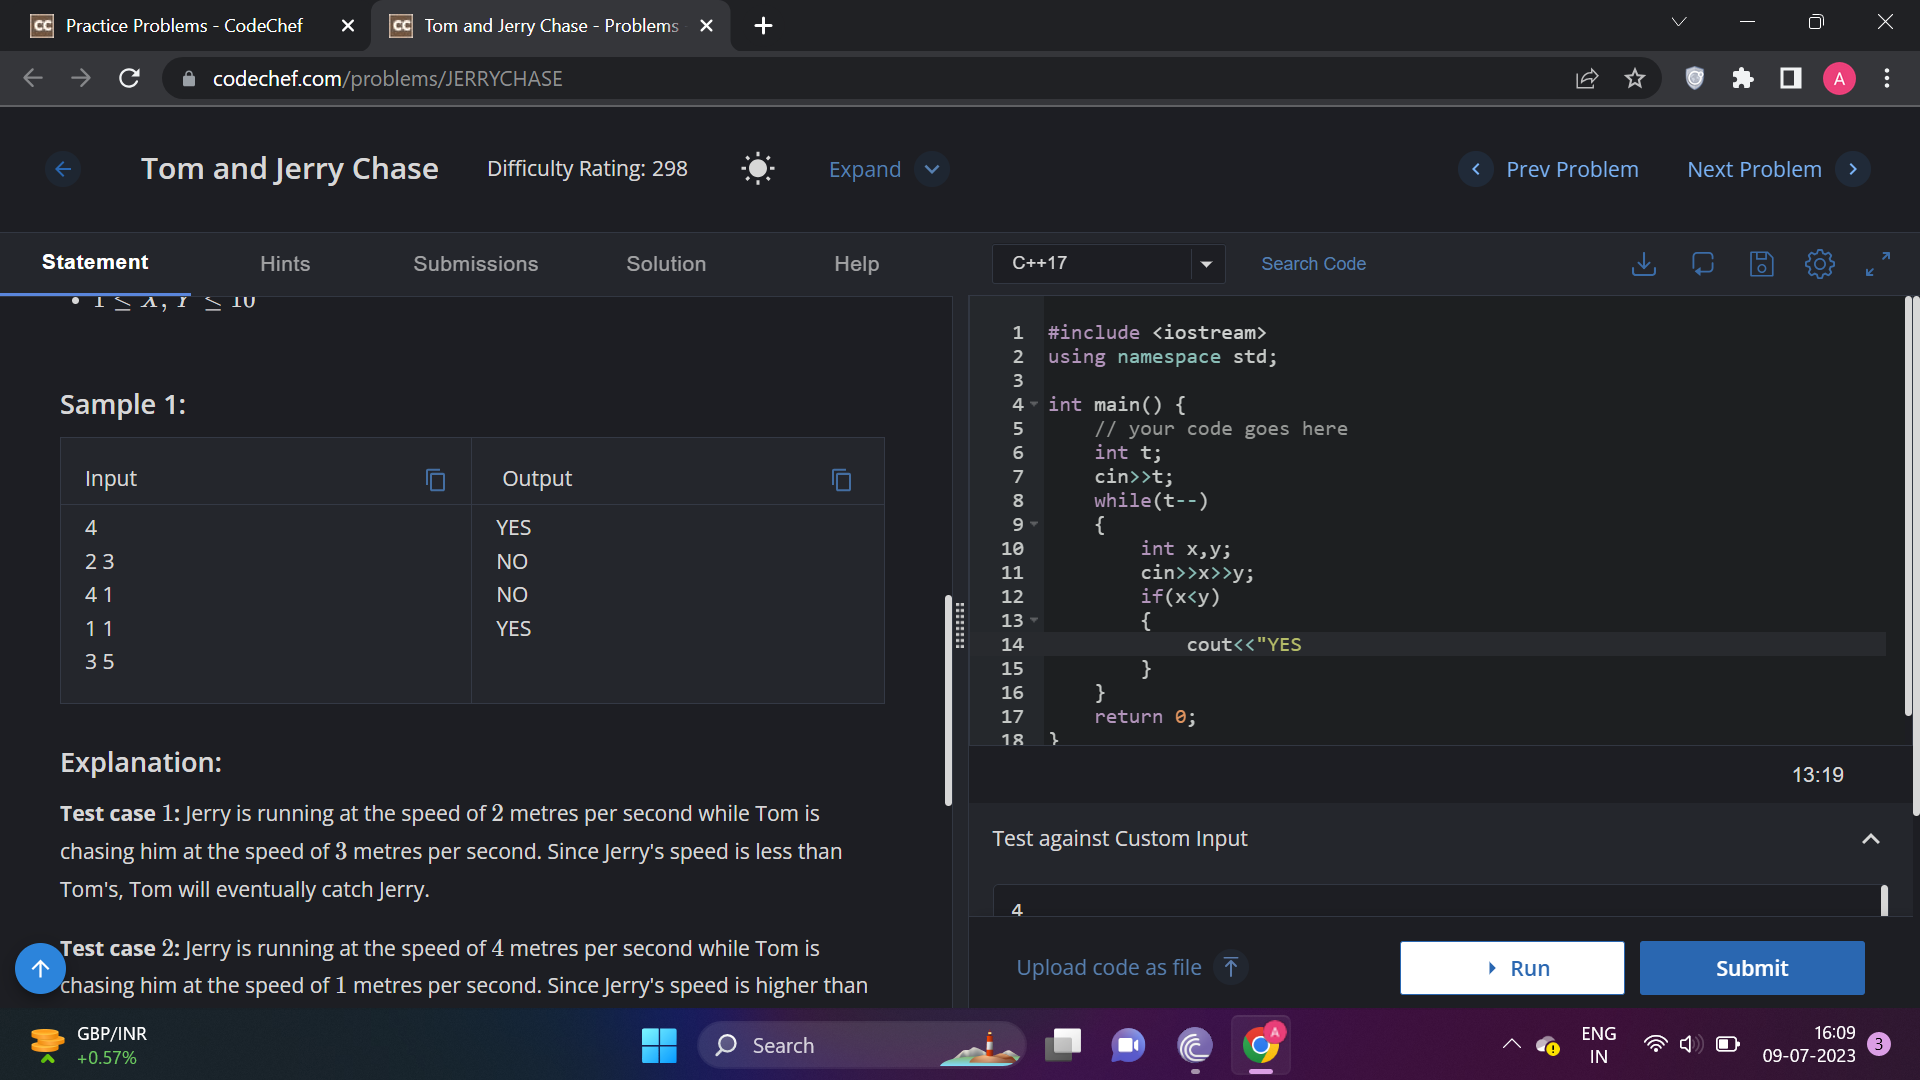 Practice Problems - CodeChef
Tom and Jerry Chase - Problems
codechef.com/problems/JERRYCHASE
A
Tom and Jerry Chase
Difficulty Rating: 298
Expand
Prev Problem
Next Problem
Statement
Hints
Submissions
Solution
Help
C++17
Search Code
• 1 ≤ X, Y ≤ 10
Sample 1:
Input
Output
4
2 3
4 1
1 1
3 5
YES
NO
NO
YES
Explanation:
Test case 1: Jerry is running at the speed of 2 metres per second while Tom is
chasing him at the speed of 3 metres per second. Since Jerry's speed is less than
Tom's, Tom will eventually catch Jerry.
Test case 2: Jerry is running at the speed of 4 metres per second while Tom is
chasing him at the speed of 1 metres per second. Since Jerry's speed is higher than
1 #include <iostream>
2 using namespace std;
3
4 int main() {
5 // your code goes here
6 int t;
7 cin>>t;
8 while(t--)
9 {
10 int x,y;
11 cin>>x>>y;
12 if(x<y)
13 {
14 cout<<"YES
15 }
16 }
17 return 0;
18 }
13:19
Test against Custom Input
4
Upload code as file
Run
Submit
GBP/INR
+0.57%
Search
A
ENG
IN
16:09
09-07-2023
3